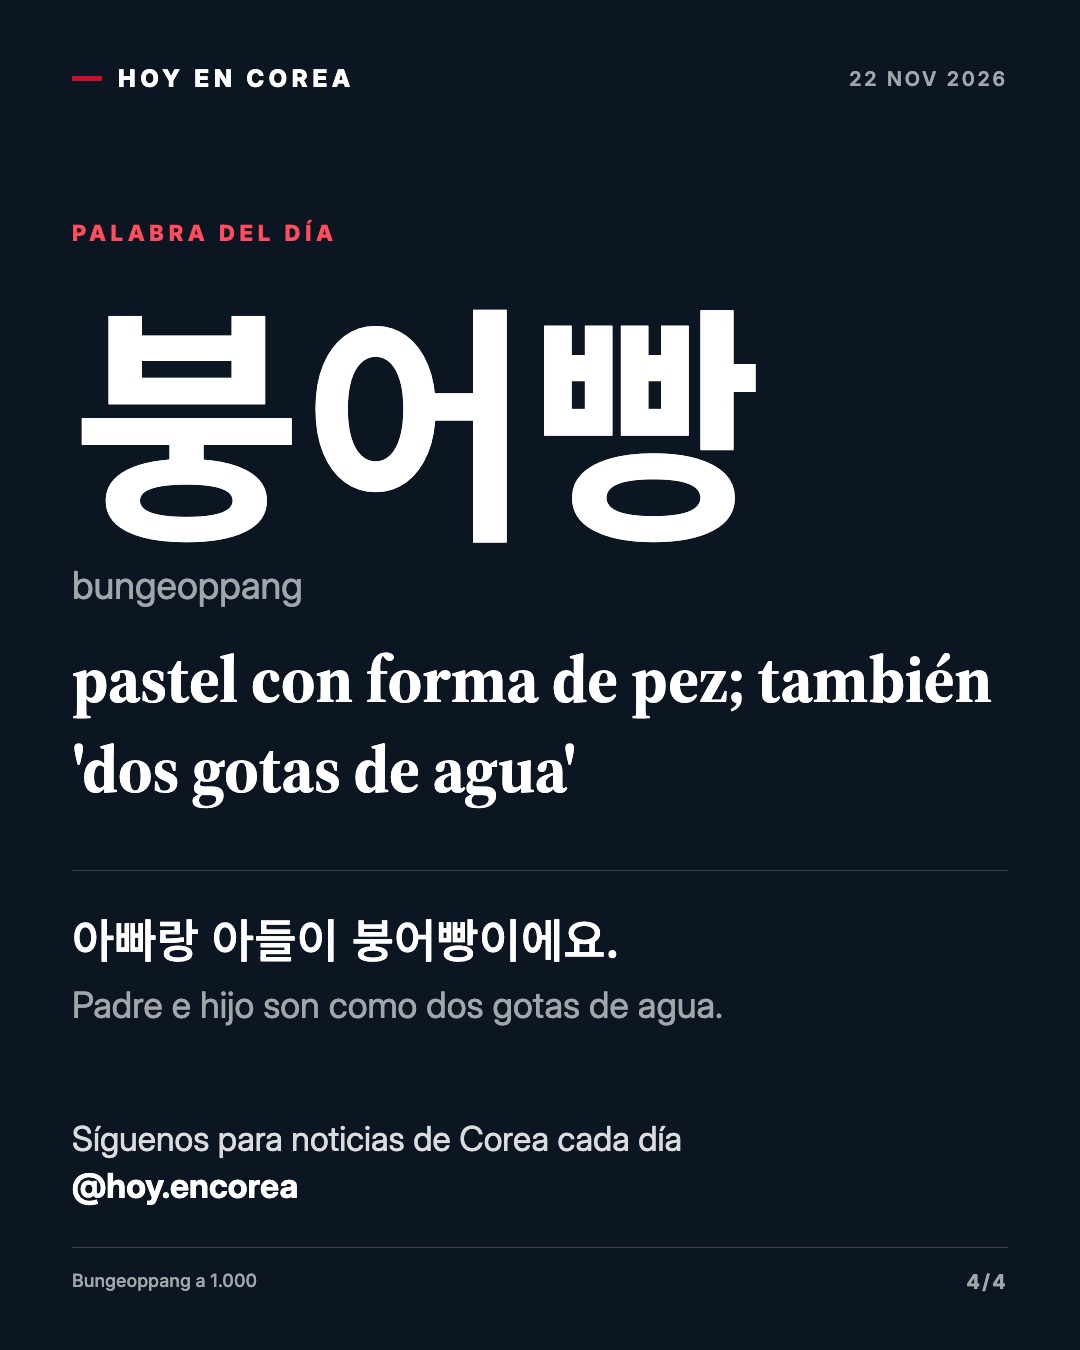 HOY EN COREA
22 NOV 2026
PALABRA DEL DÍA
붕어빵
bungeoppang
pastel con forma de pez; también
'dos gotas de agua'
아빠랑 아들이 붕어빵이에요.
Padre e hijo son como dos gotas de agua.
Síguenos para noticias de Corea cada día
@hoy.encorea
Bungeoppang a 1.000
4/4